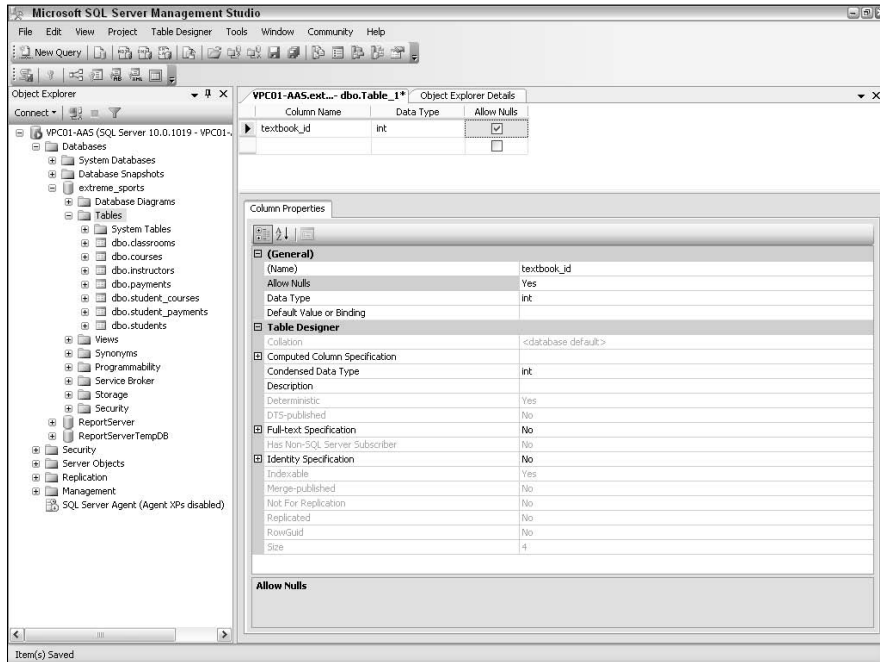 Microsoft SQL Server Management Studio
File Edit View Project Table Designer Tools Window Community Help
New Query
Object Explorer
Connect
VPC01-AAS (SQL Server 10.0.1019 - VPC01-
Databases
System Databases
Database Snapshots
extreme_sports
Database Diagrams
Tables
System Tables
dbo.classrooms
dbo.courses
dbo.instructors
dbo.payments
dbo.student_courses
dbo.student_payments
dbo.students
Views
Synonyms
Programmability
Service Broker
Storage
Security
ReportServer
ReportServerTempDB
Security
Server Objects
Replication
Management
SQL Server Agent (Agent XPs disabled)
VPC01-AAS.ext...- dbo.Table_1* Object Explorer Details
Column Name Data Type Allow Nulls
textbook_id int
Column Properties
(General)
(Name) textbook_id
Allow Nulls Yes
Data Type int
Default Value or Binding
Table Designer
Collation <database default>
Computed Column Specification
Condensed Data Type int
Description
Deterministic Yes
DTS-published No
Full-text Specification No
Has Non-SQL Server Subscriber No
Identity Specification No
Indexable Yes
Merge-published No
Not For Replication No
Replicated No
RowGuid No
Size 4
Allow Nulls
Item(s) Saved